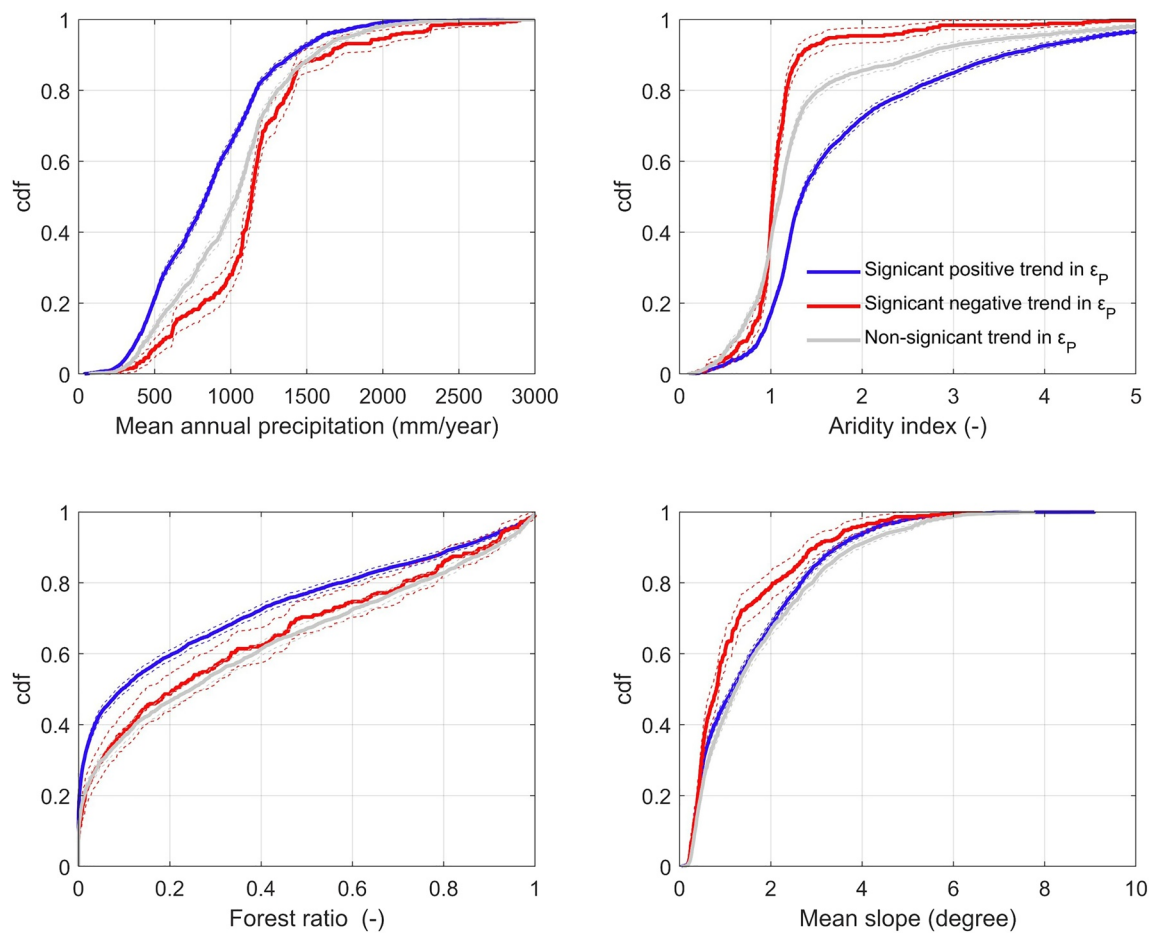 1
0.8
0.6
0.4
0.2
0
cdf
0 500 1000 1500 2000 2500 3000
Mean annual precipitation (mm/year)
1
0.8
0.6
0.4
0.2
0
cdf
Signicant positive trend in εP
Signicant negative trend in εP
Non-signicant trend in εP
0 1 2 3 4 5
Aridity index (-)
1
0.8
0.6
0.4
0.2
0
cdf
0 0.2 0.4 0.6 0.8 1
Forest ratio (-)
1
0.8
0.6
0.4
0.2
0
cdf
0 2 4 6 8 10
Mean slope (degree)